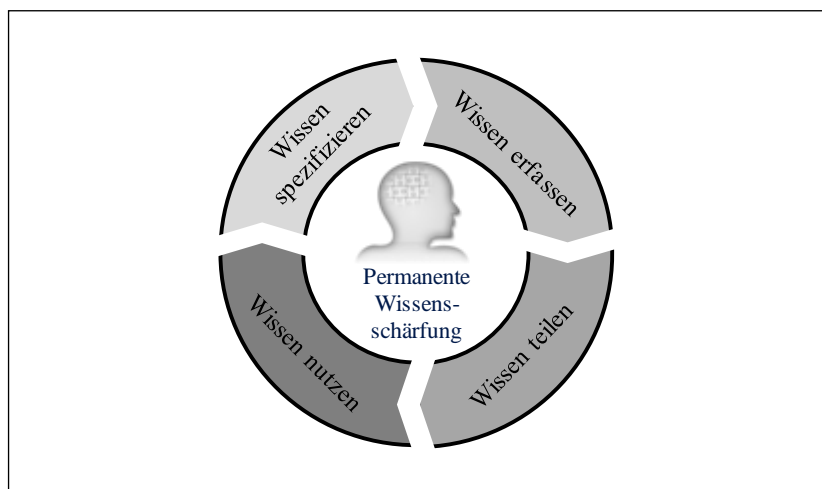 Wissen
spezifizieren
Wissen erfassen
Wissen teilen
Wissen nutzen
Permanente
Wissens-
schärfung